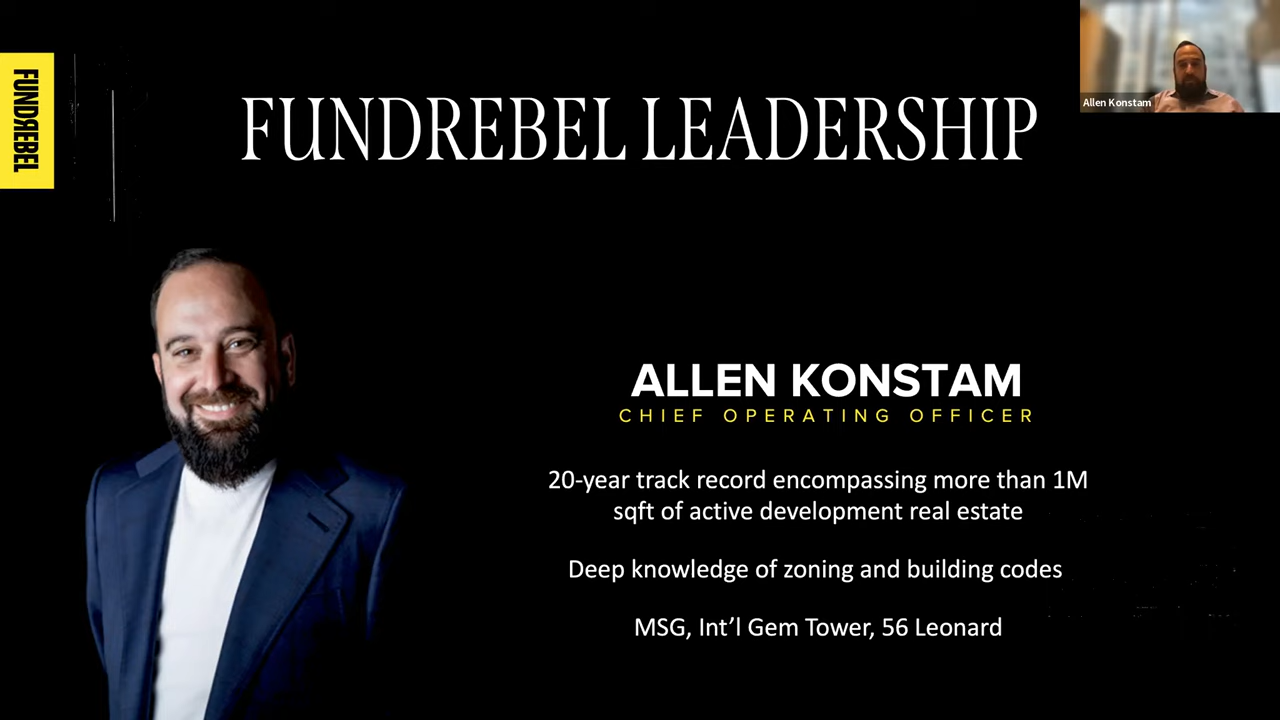 FUNDREBEL
FUNDREBEL LEADERSHIP
Allen Konstam
ALLEN KONSTAM
CHIEF OPERATING OFFICER
20-year track record encompassing more than 1M
sqft of active development real estate
Deep knowledge of zoning and building codes
MSG, Int’l Gem Tower, 56 Leonard